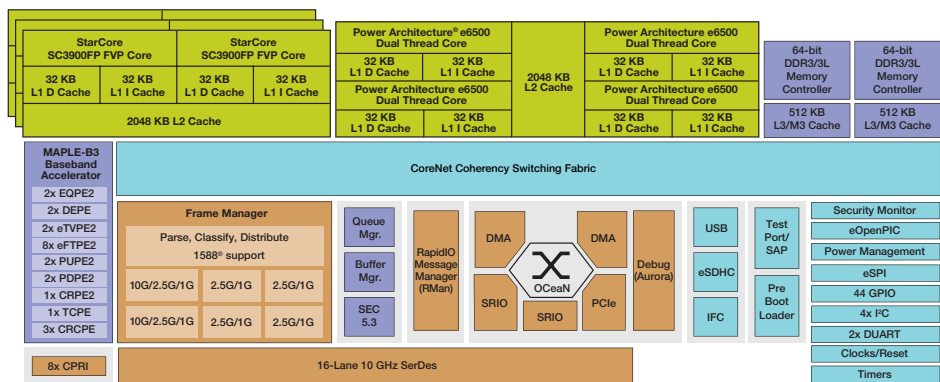 StarCore
SC3900FP FVP Core
StarCore
SC3900FP FVP Core
32 KB
L1 D Cache
32 KB
L1 I Cache
32 KB
L1 D Cache
32 KB
L1 I Cache
2048 KB L2 Cache
Power Architecture® e6500
Dual Thread Core
32 KB
L1 D Cache
32 KB
L1 I Cache
Power Architecture e6500
Dual Thread Core
32 KB
L1 D Cache
32 KB
L1 I Cache
2048 KB
L2 Cache
Power Architecture e6500
Dual Thread Core
32 KB
L1 D Cache
32 KB
L1 I Cache
Power Architecture e6500
Dual Thread Core
32 KB
L1 D Cache
32 KB
L1 I Cache
64-bit
DDR3/3L
Memory
Controller
64-bit
DDR3/3L
Memory
Controller
512 KB
L3/M3 Cache
512 KB
L3/M3 Cache
MAPLE-B3
Baseband
Accelerator
2x EQPE2
2x DEPE
2x eTVPE2
8x eFTPE2
2x PUPE2
2x PDPE2
1x CRPE2
1x TCPE
3x CRCPE
8x CPRI
CoreNet Coherency Switching Fabric
Frame Manager
Parse, Classify, Distribute
1588® support
10G/2.5G/1G
2.5G/1G
2.5G/1G
10G/2.5G/1G
2.5G/1G
2.5G/1G
16-Lane 10 GHz SerDes
Queue
Mgr.
Buffer
Mgr.
SEC
5.3
RapidIO
Message
Manager
(RMan)
DMA
DMA
OCeaN
SRIO
SRIO
PCIe
Debug
(Aurora)
USB
eSDHC
IFC
Test
Port/
SAP
Pre
Boot
Loader
Security Monitor
eOpenPIC
Power Management
eSPI
44 GPIO
4x I²C
2x DUART
Clocks/Reset
Timers